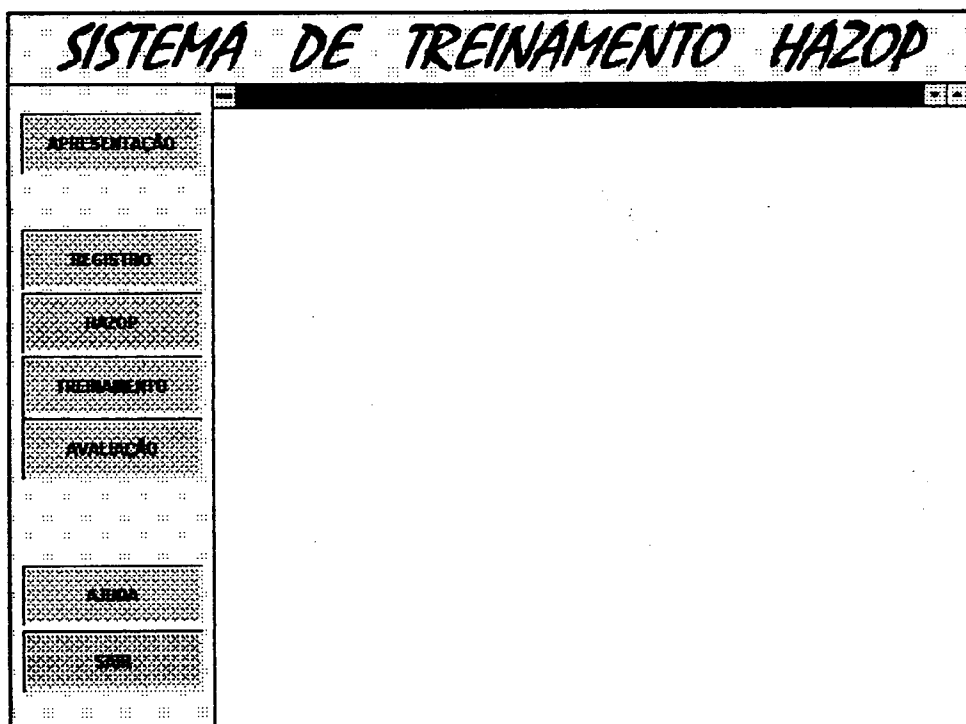 SISTEMA DE TREINAMENTO HAZOP
APRESENTAÇÃO
REGISTRO
HAZOP
TREINAMENTO
AVALIAÇÃO
AJUDA
SAIR